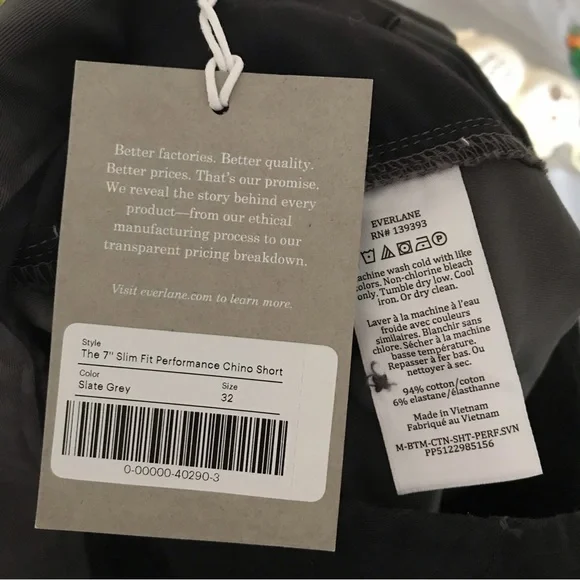 Better factories. Better quality.
Better prices. That's our promise.
We reveal the story behind every
product—from our ethical
manufacturing process to our
transparent pricing breakdown.
Visit everlane.com to learn more.
Style
The 7" Slim Fit Performance Chino Short
Color
Slate Grey
Size
32
0-00000-40290-3
EVERLANE
RN# 139393
achine wash cold with like
olors. Non-chlorine bleach
only. Tumble dry low. Cool
iron. Or dry clean.
Laver à la machine à l'eau
froide avec couleurs
similaires. Blanchir sans
chlore. Sécher à la machine
basse température.
Repasser à fer bas. Ou
nettoyer à sec.
94% cotton/coton
6% elastane/élasthanne
Made in Vietnam
Fabriqué au Vietnam
M-BTM-CTN-SHT-PERF.SVN
PP5122985156